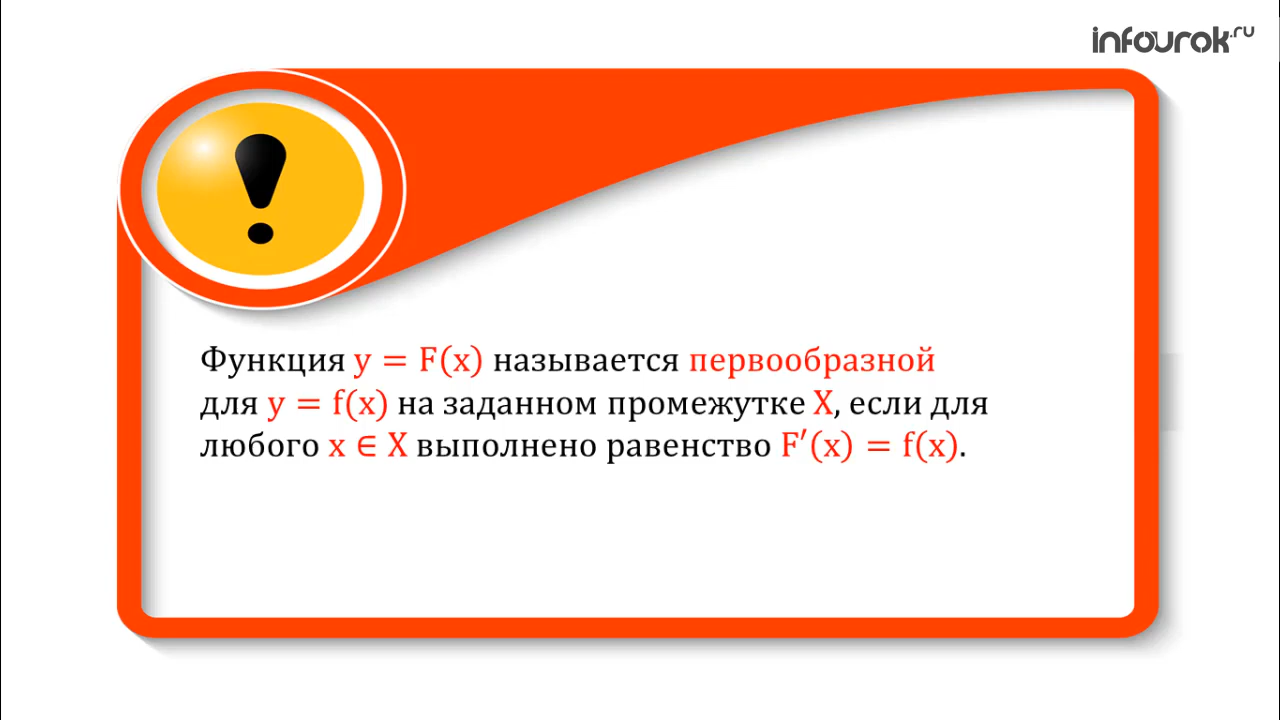 infourok.ru
!
Функция y = F(x) называется первообразной
для y = f(x) на заданном промежутке X, если для
любого x ∈ X выполнено равенство F′(x) = f(x).